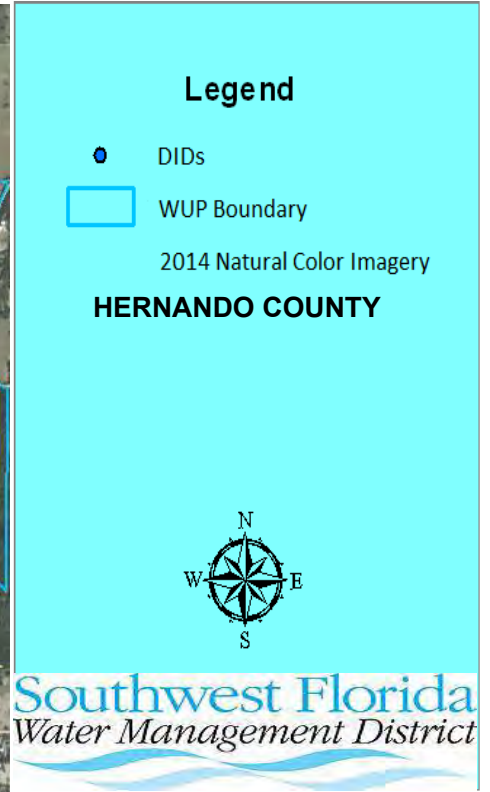 Legend
DIDs
WUP Boundary
2014 Natural Color Imagery
HERNANDO COUNTY
N
W E
S
Southwest Florida
Water Management District